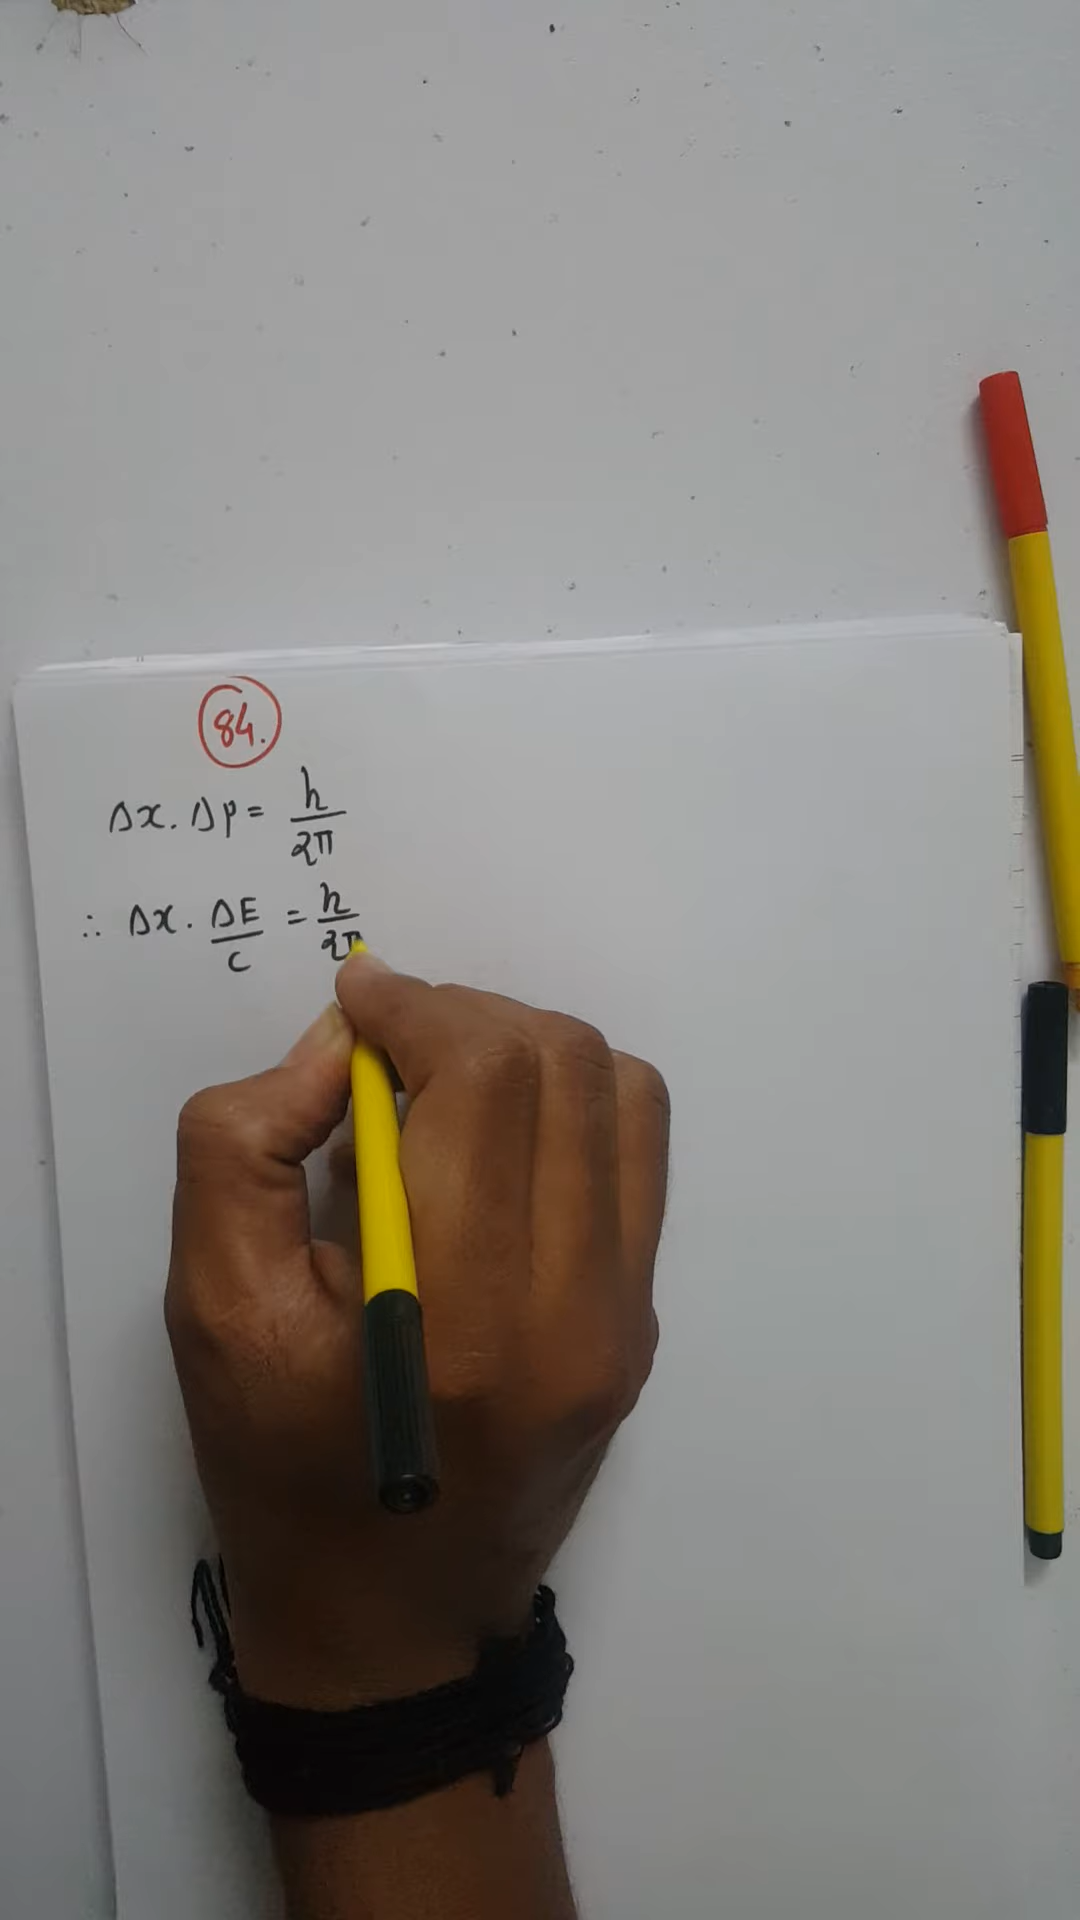 84.
Δx. Δp = h/2π
∴ Δx. ΔE/c = h/2π